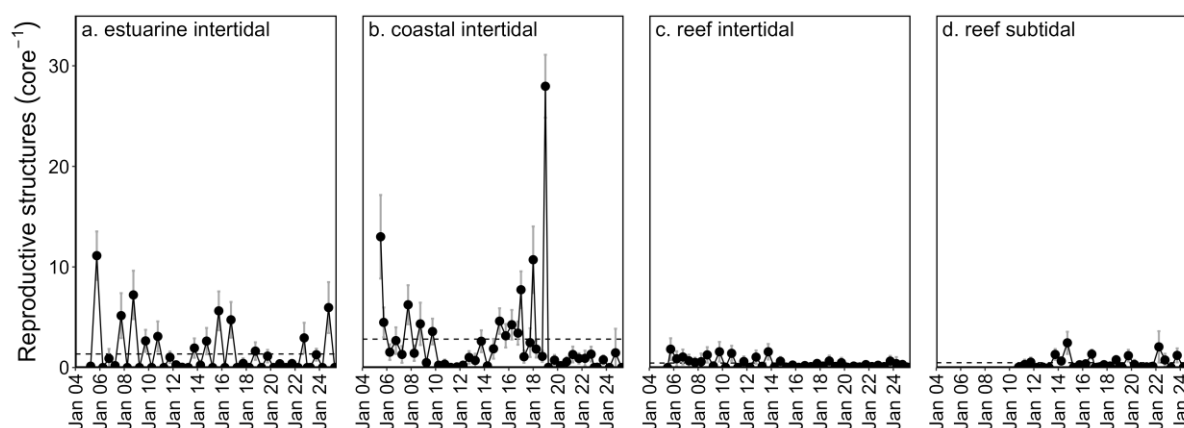 a. estuarine intertidal
b. coastal intertidal
c. reef intertidal
d. reef subtidal
Reproductive structures (core⁻¹)
30
20
10
0
Jan 04
Jan 06
Jan 08
Jan 10
Jan 12
Jan 14
Jan 16
Jan 18
Jan 20
Jan 22
Jan 24
Jan 04
Jan 06
Jan 08
Jan 10
Jan 12
Jan 14
Jan 16
Jan 18
Jan 20
Jan 22
Jan 24
Jan 04
Jan 06
Jan 08
Jan 10
Jan 12
Jan 14
Jan 16
Jan 18
Jan 20
Jan 22
Jan 24
Jan 04
Jan 06
Jan 08
Jan 10
Jan 12
Jan 14
Jan 16
Jan 18
Jan 20
Jan 22
Jan 24